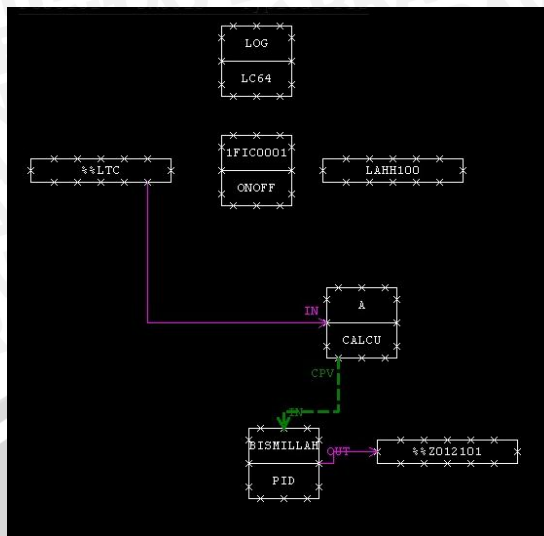 LOG
LC64
1FIC0001
ONOFF
%%LTC
LAHH100
IN
A
CALCU
CPV
IN
BISMILLAH
PID
OUT
%%Z012101